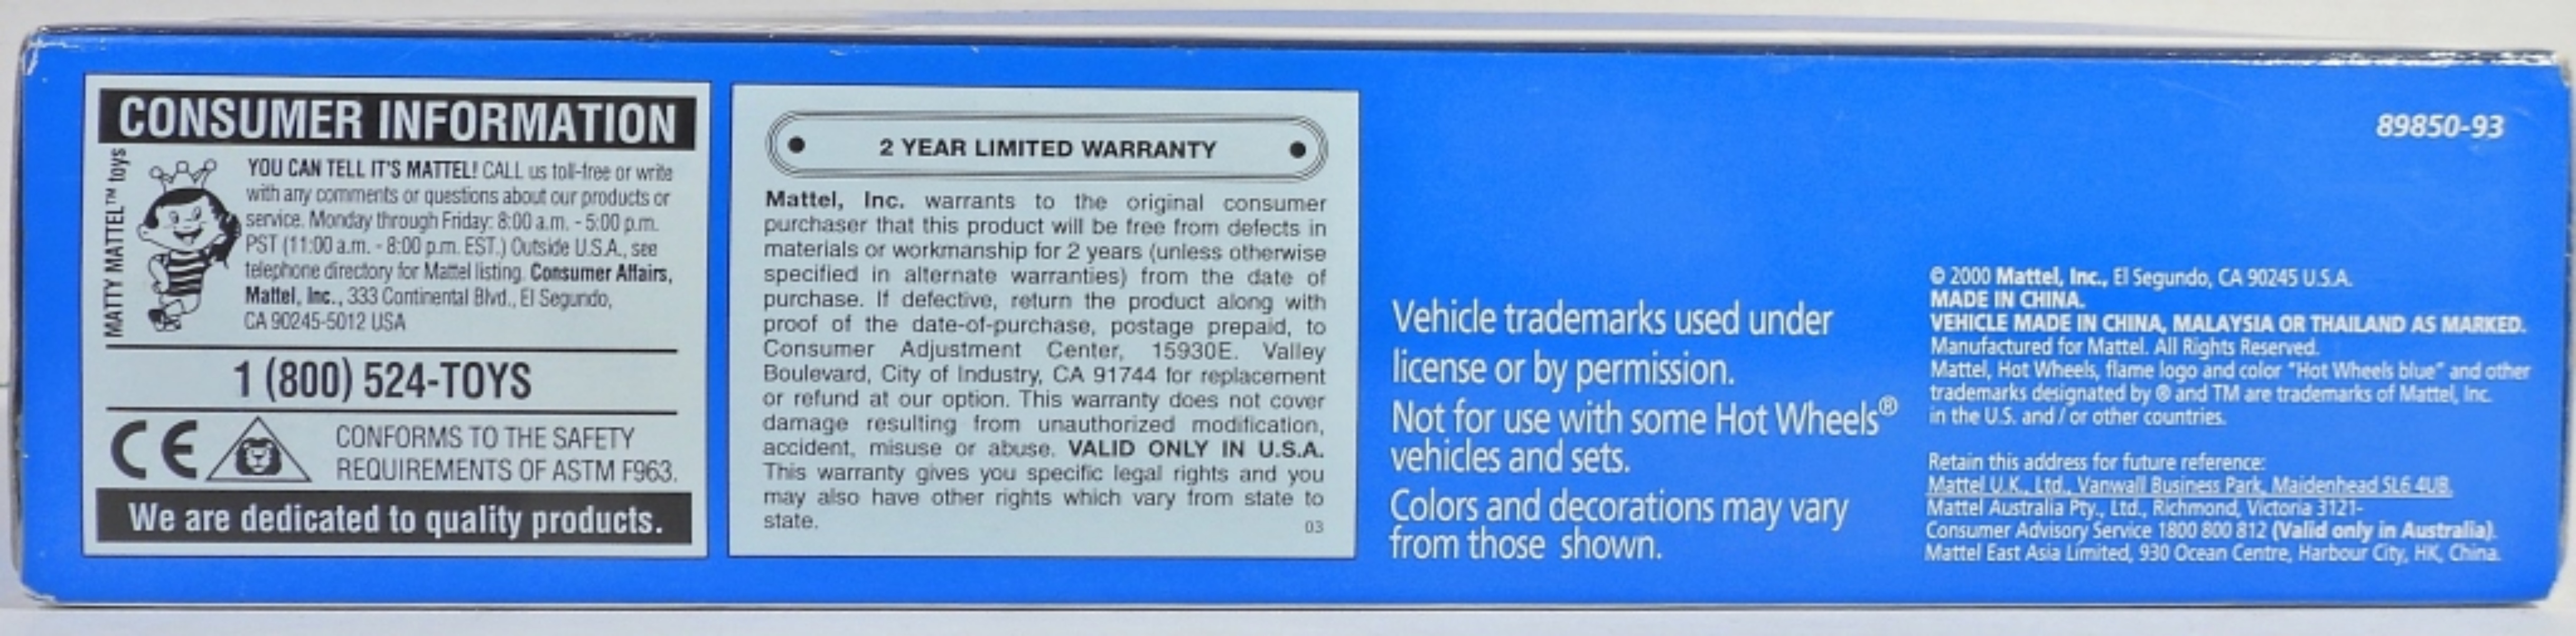 CONSUMER INFORMATION
MATTY MATTEL™ toys
YOU CAN TELL IT'S MATTEL! CALL us toll-free or write
with any comments or questions about our products or
service. Monday through Friday: 8:00 a.m. - 5:00 p.m.
PST (11:00 a.m. - 8:00 p.m. EST.) Outside U.S.A., see
telephone directory for Mattel listing. Consumer Affairs,
Mattel, Inc., 333 Continental Blvd., El Segundo,
CA 90245-5012 USA
1 (800) 524-TOYS
CE
CONFORMS TO THE SAFETY
REQUIREMENTS OF ASTM F963.
We are dedicated to quality products.
2 YEAR LIMITED WARRANTY
Mattel, Inc. warrants to the original consumer
purchaser that this product will be free from defects in
materials or workmanship for 2 years (unless otherwise
specified in alternate warranties) from the date of
purchase. If defective, return the product along with
proof of the date-of-purchase, postage prepaid, to
Consumer Adjustment Center, 15930E. Valley
Boulevard, City of Industry, CA 91744 for replacement
or refund at our option. This warranty does not cover
damage resulting from unauthorized modification,
accident, misuse or abuse. VALID ONLY IN U.S.A.
This warranty gives you specific legal rights and you
may also have other rights which vary from state to
state.
03
Vehicle trademarks used under
license or by permission.
Not for use with some Hot Wheels®
vehicles and sets.
Colors and decorations may vary
from those shown.
89850-93
© 2000 Mattel, Inc., El Segundo, CA 90245 U.S.A.
MADE IN CHINA.
VEHICLE MADE IN CHINA, MALAYSIA OR THAILAND AS MARKED.
Manufactured for Mattel. All Rights Reserved.
Mattel, Hot Wheels, flame logo and color "Hot Wheels blue" and other
trademarks designated by ® and TM are trademarks of Mattel, Inc.
in the U.S. and / or other countries.
Retain this address for future reference:
Mattel U.K., Ltd., Vanwall Business Park, Maidenhead SL6 4UB.
Mattel Australia Pty., Ltd., Richmond, Victoria 3121-
Consumer Advisory Service 1800 800 812 (Valid only in Australia).
Mattel East Asia Limited, 930 Ocean Centre, Harbour City, HK, China.